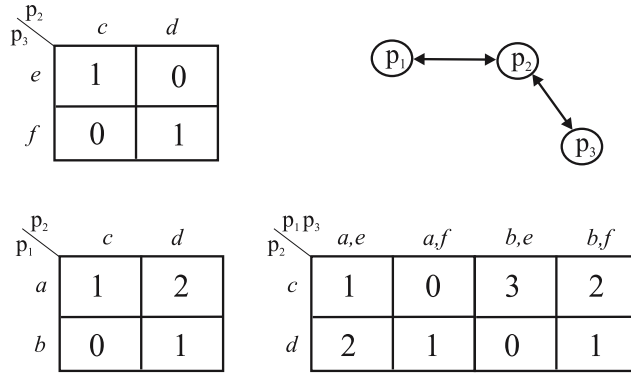 p₂
p₃ c d
e 1 0
f 0 1
p₁ p₂
p₃
p₂
p₁ c d
a 1 2
b 0 1
p₁ p₃
p₂ a,e a,f b,e b,f
c 1 0 3 2
d 2 1 0 1